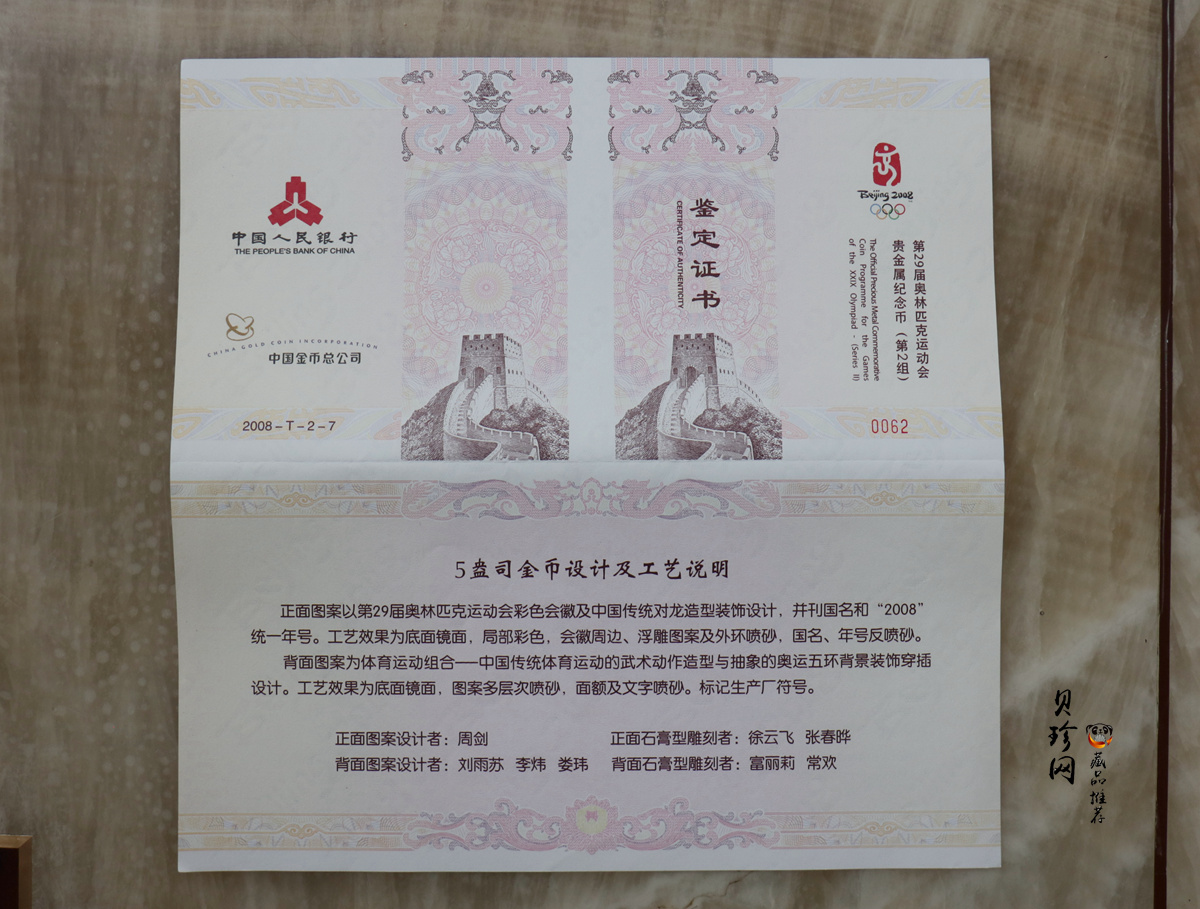 中国人民银行
THE PEOPLE'S BANK OF CHINA
CHINA GOLD COIN INCORPORATION
中国金币总公司
2008-T-2-7
鉴定证书
CERTIFICATE OF AUTHENTICITY
Beijing 2008
第29届奥林匹克运动会
贵金属纪念币（第2组）
The Official Precious Metal Commemorative
Coin Programme for the Games
of the XXIX Olympiad - (Series II)
0062
5盎司金币设计及工艺说明
正面图案以第29届奥林匹克运动会彩色会徽及中国传统对龙造型装饰设计，并刊国名和“2008”
统一年号。工艺效果为底面镜面，局部彩色，会徽周边、浮雕图案及外环喷砂，国名、年号反喷砂。
背面图案为体育运动组合——中国传统体育运动的武术动作造型与抽象的奥运五环背景装饰穿插
设计。工艺效果为底面镜面，图案多层次喷砂，面额及文字喷砂。标记生产厂符号。
正面图案设计者：周剑 正面石膏型雕刻者：徐云飞 张春晔
背面图案设计者：刘雨苏 李炜 娄玮 背面石膏型雕刻者：富丽莉 常欢
贝珍网
藏品推荐